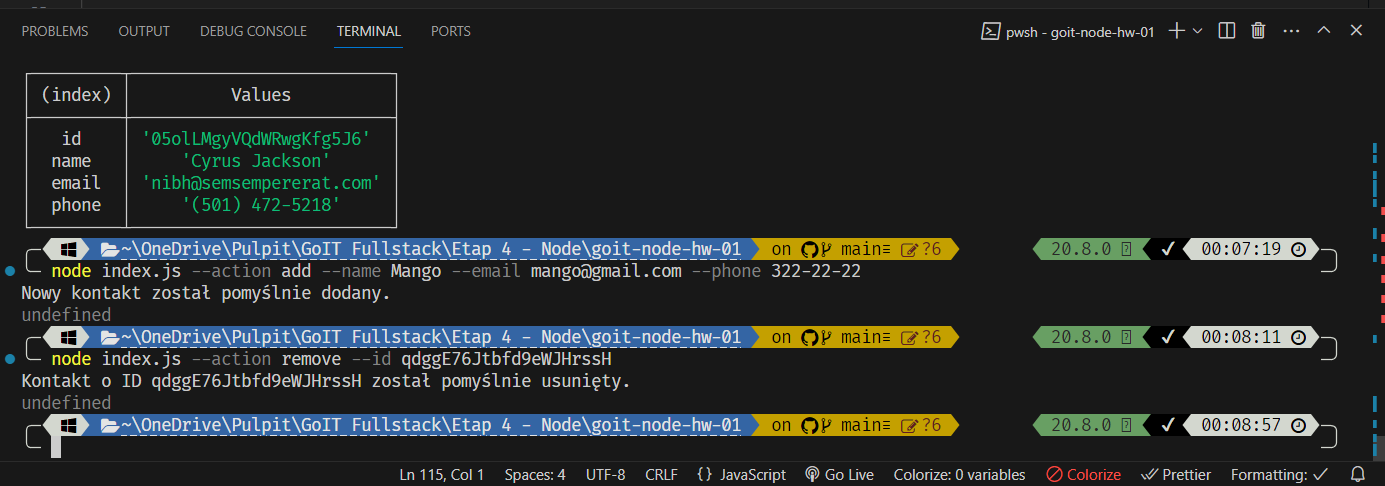 PROBLEMS OUTPUT DEBUG CONSOLE TERMINAL PORTS pwsh - goit-node-hw-01
(index) Values
id '05olLMgyVQdWRwgKfg5J6'
name 'Cyrus Jackson'
email 'nibh@semsempererat.com'
phone '(501) 472-5218'
~\OneDrive\Pulpit\GoIT Fullstack\Etap 4 - Node\goit-node-hw-01 on main≡ ?6 20.8.0 ✓ 00:07:19
node index.js --action add --name Mango --email mango@gmail.com --phone 322-22-22
Nowy kontakt został pomyślnie dodany.
undefined
~\OneDrive\Pulpit\GoIT Fullstack\Etap 4 - Node\goit-node-hw-01 on main≡ ?6 20.8.0 ✓ 00:08:11
node index.js --action remove --id qdggE76Jtbfd9eWJHrssH
Kontakt o ID qdggE76Jtbfd9eWJHrssH został pomyślnie usunięty.
undefined
~\OneDrive\Pulpit\GoIT Fullstack\Etap 4 - Node\goit-node-hw-01 on main≡ ?6 20.8.0 ✓ 00:08:57
Ln 115, Col 1 Spaces: 4 UTF-8 CRLF {} JavaScript Go Live Colorize: 0 variables Colorize Prettier Formatting: ✓